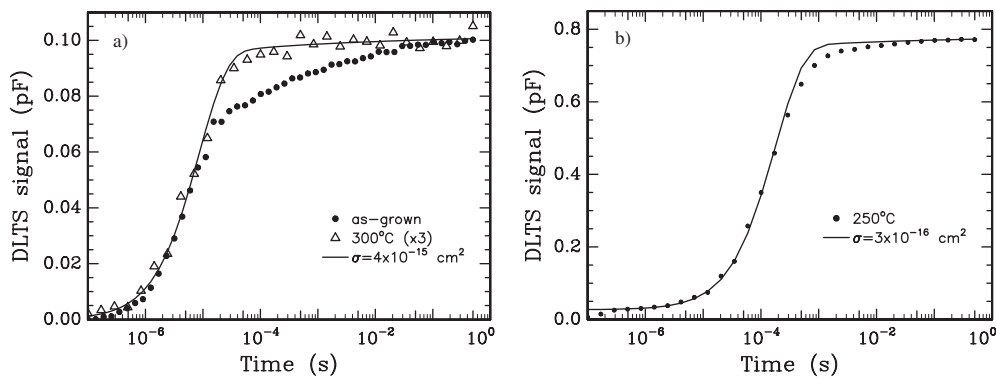 a)
DLTS signal (pF)
0.10
0.08
0.06
0.04
0.02
0.00
as-grown
300°C (x3)
σ=4x10⁻¹⁵ cm²
10⁻⁶
10⁻⁴
10⁻²
10⁰
Time (s)
b)
DLTS signal (pF)
0.8
0.6
0.4
0.2
0.0
250°C
σ=3x10⁻¹⁶ cm²
10⁻⁶
10⁻⁴
10⁻²
10⁰
Time (s)